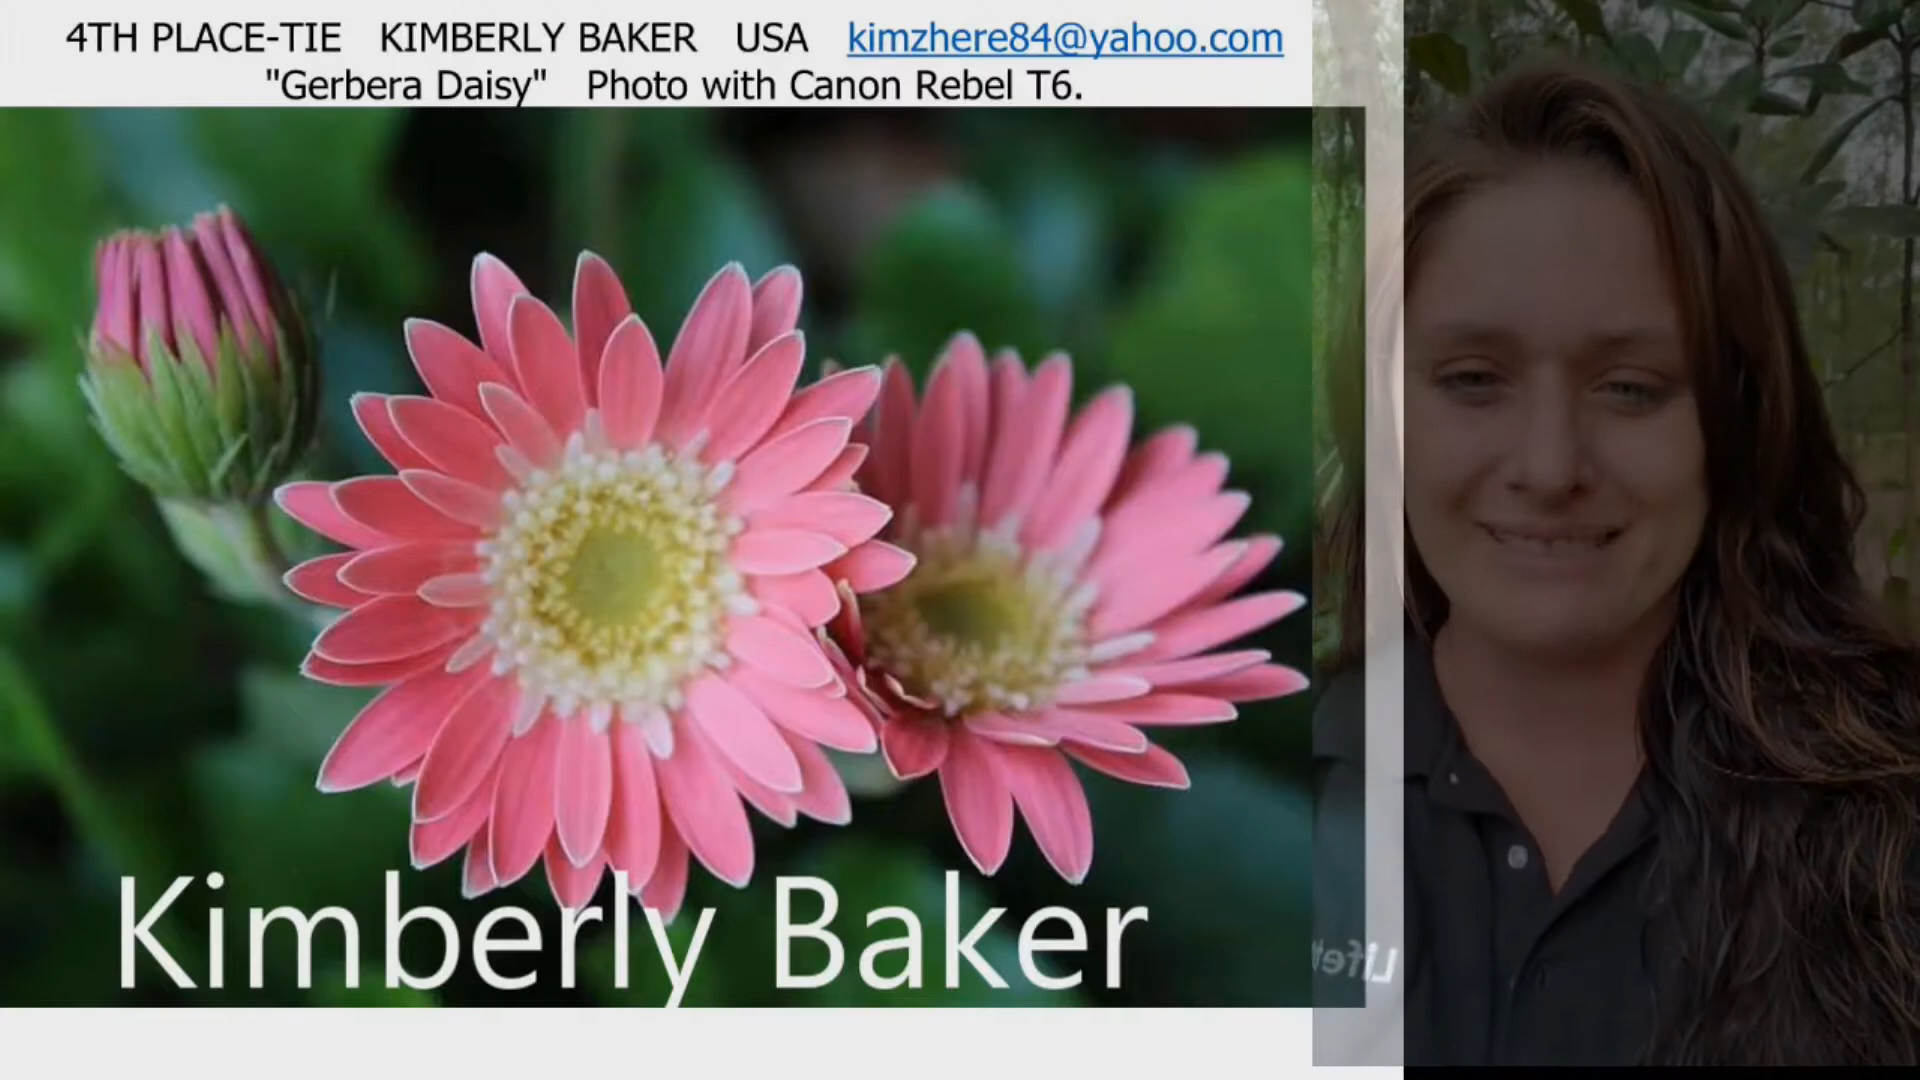 4TH PLACE-TIE KIMBERLY BAKER USA kimzhere84@yahoo.com
"Gerbera Daisy" Photo with Canon Rebel T6.
Kimberly Baker